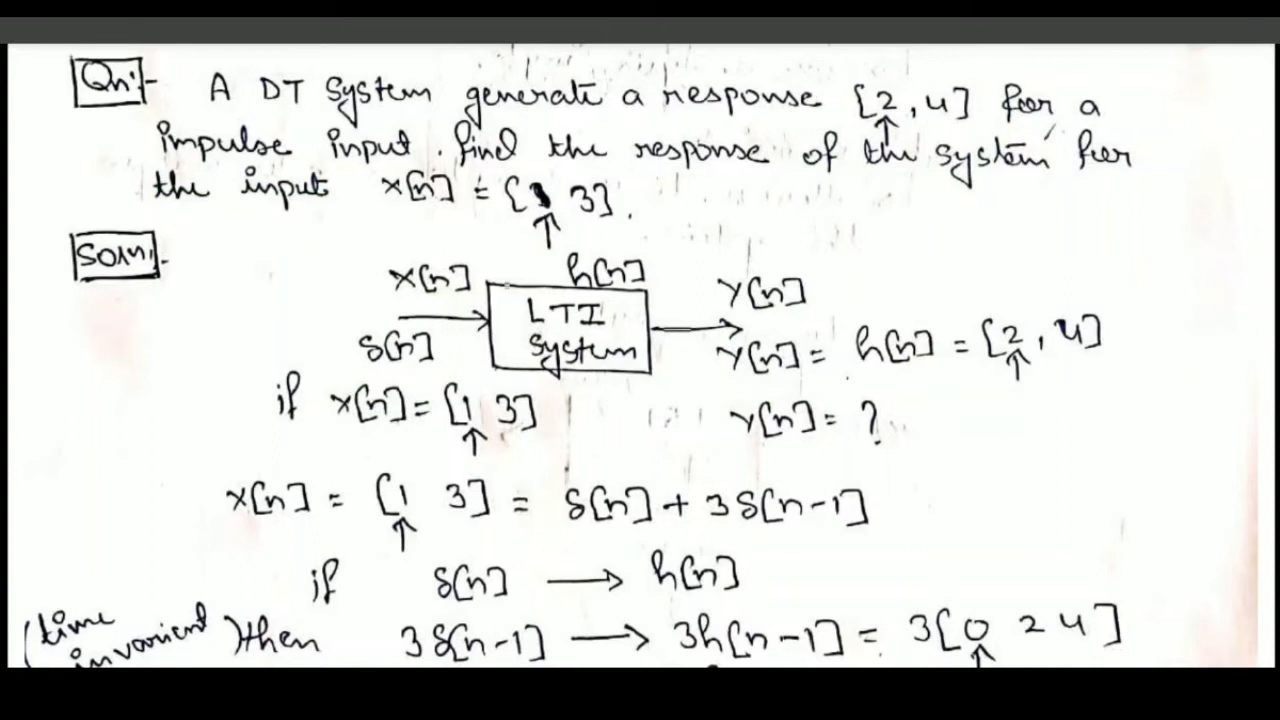 Qn:- A DT System generate a response [2, 4] for a
↑
impulse input. find the response of the system for
the input x[n] = [1 3].
↑
Soln:-
x[n] h[n] y[n]
LTI
δ[n] System y[n] = h[n] = [2, 4]
↑
if x[n] = [1 3] y[n] = ?
↑
x[n] = [1 3] = δ[n] + 3δ[n-1]
↑
if δ[n] → h[n]
(time invarient) then 3δ[n-1] → 3h[n-1] = 3[0 2 4]
↑